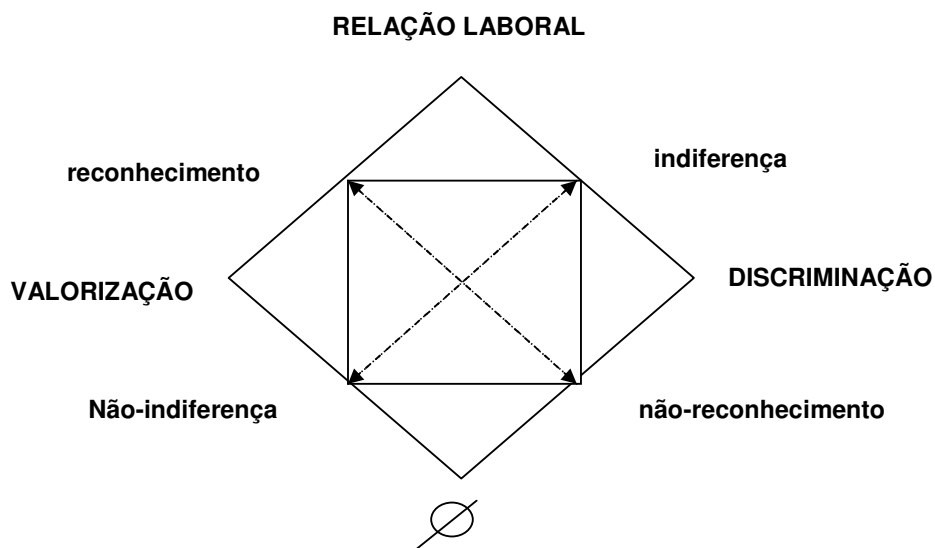 RELAÇÃO LABORAL
reconhecimento
indiferença
VALORIZAÇÃO
DISCRIMINAÇÃO
Não-indiferença
não-reconhecimento